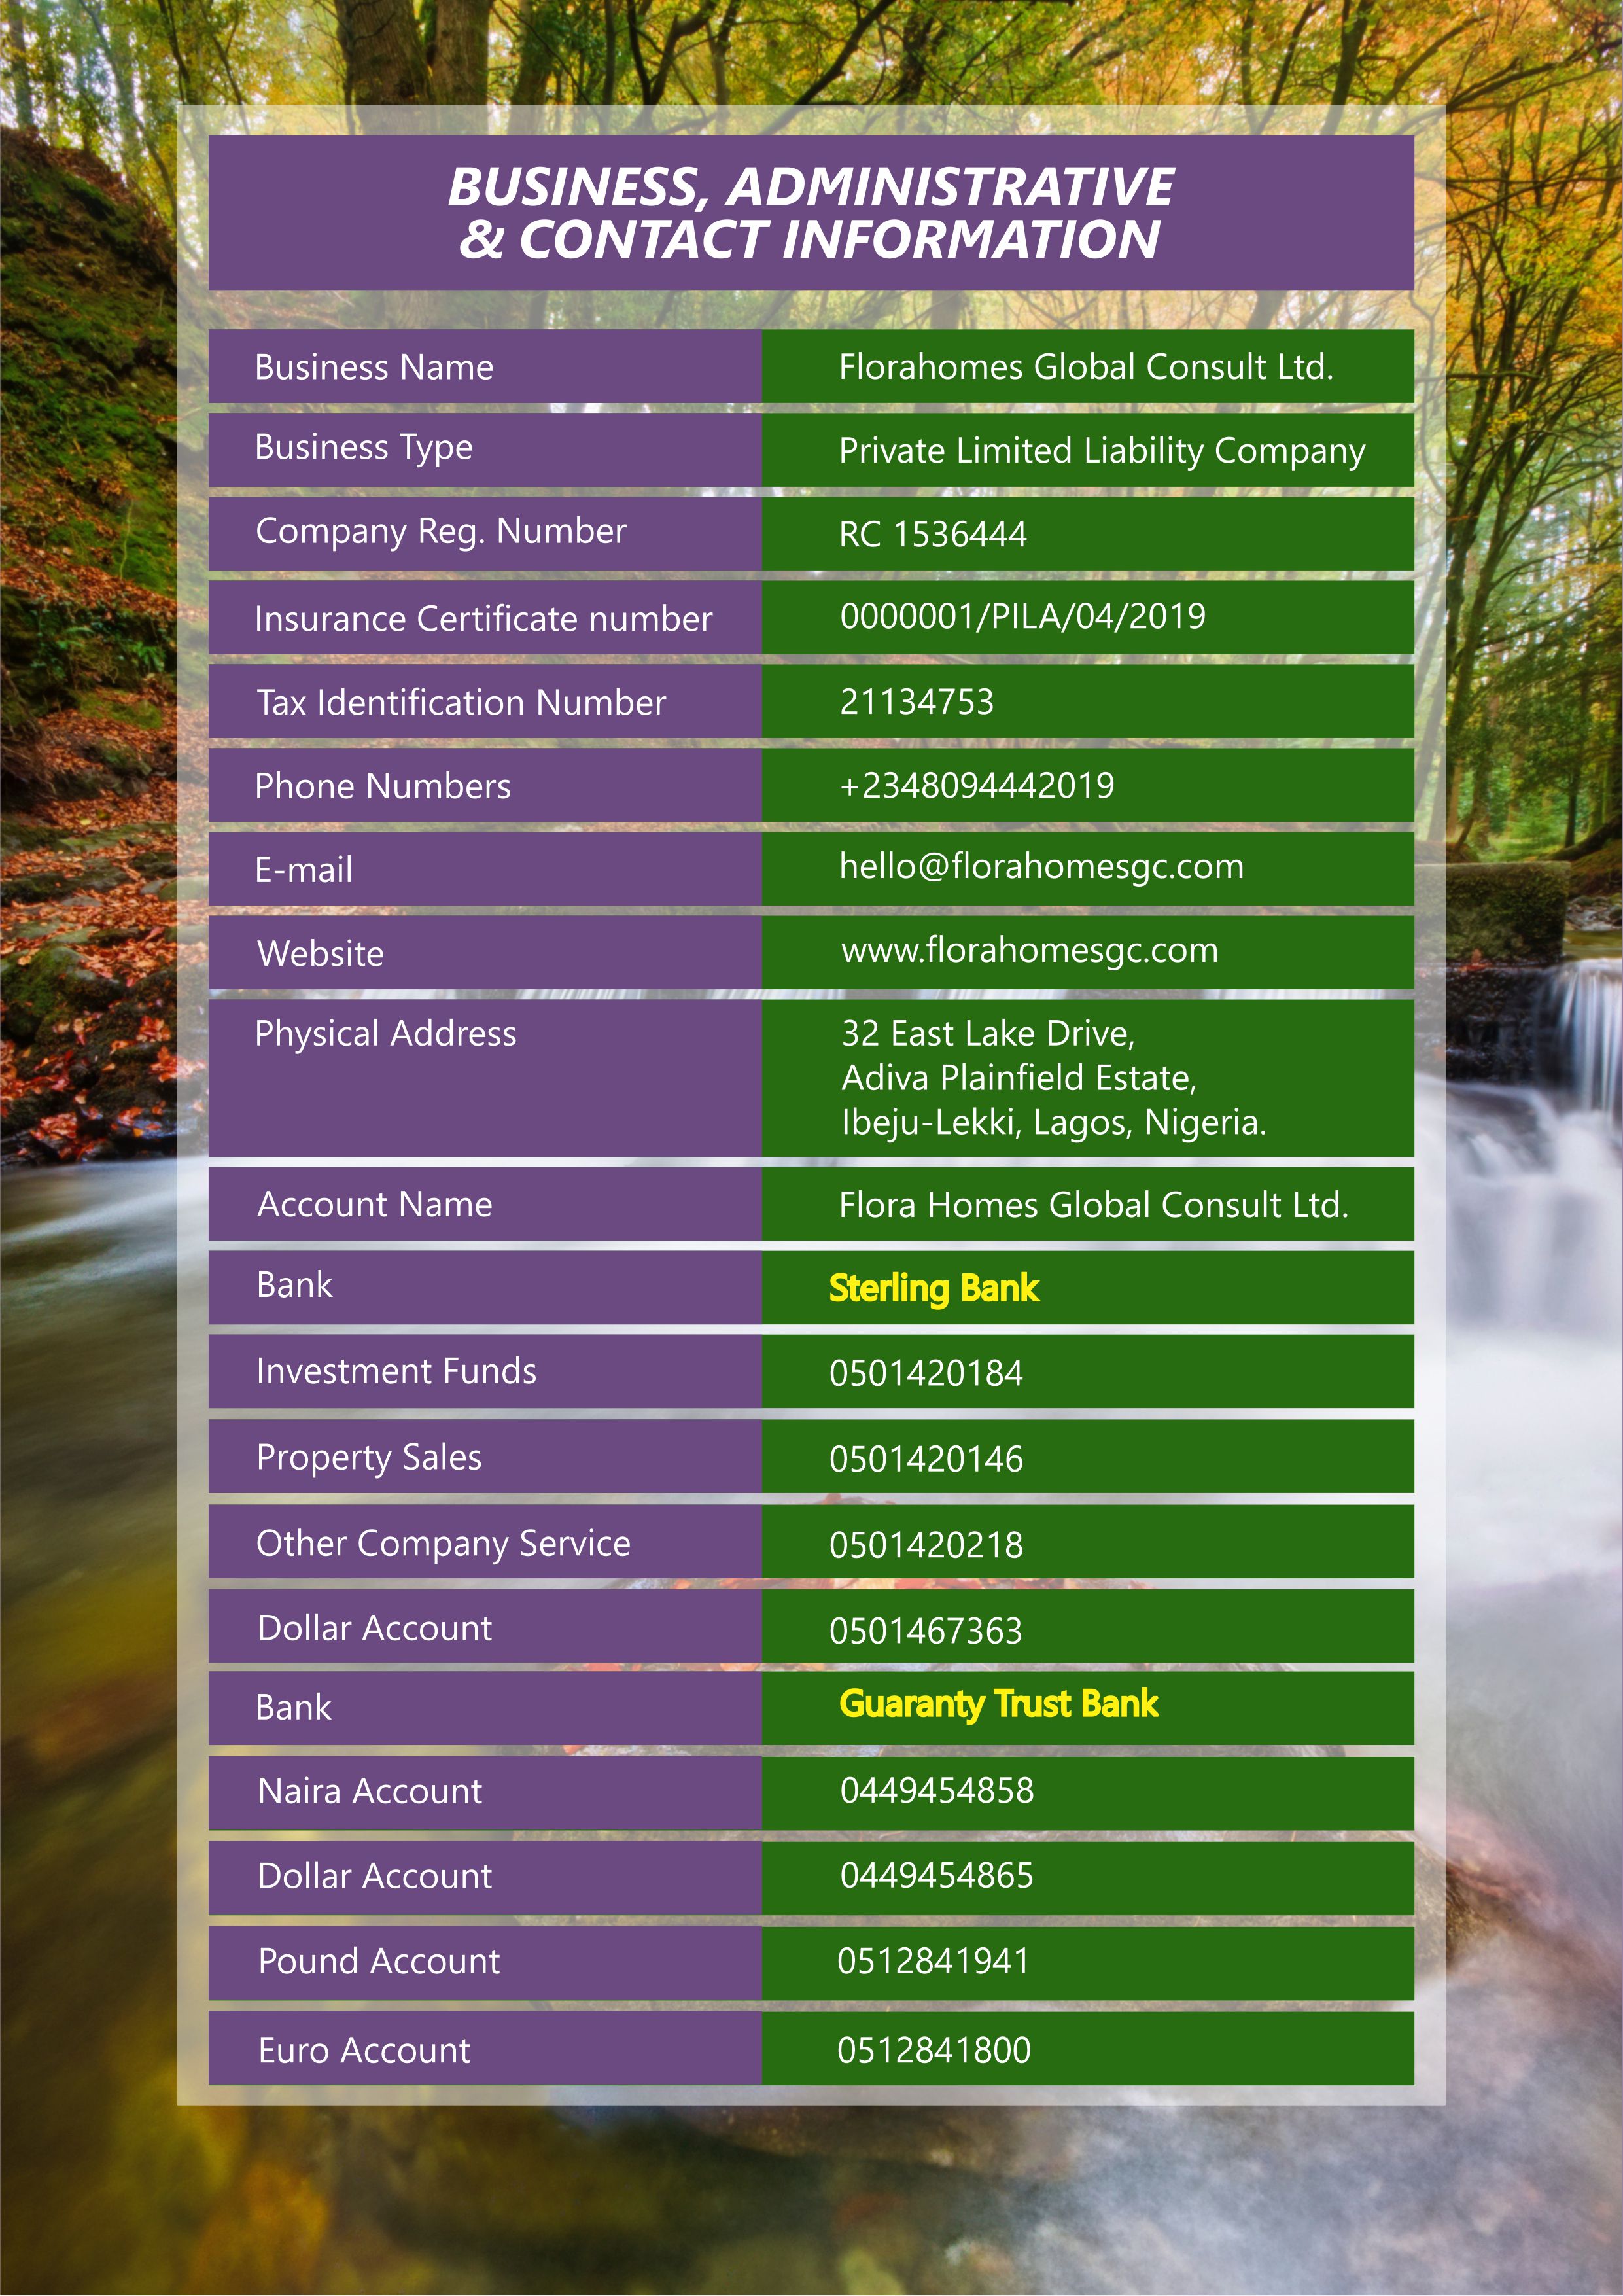 BUSINESS, ADMINISTRATIVE
& CONTACT INFORMATION
Business Name Florahomes Global Consult Ltd.
Business Type Private Limited Liability Company
Company Reg. Number RC 1536444
Insurance Certificate number 0000001/PILA/04/2019
Tax Identification Number 21134753
Phone Numbers +2348094442019
E-mail hello@florahomesgc.com
Website www.florahomesgc.com
Physical Address 32 East Lake Drive,
Adiva Plainfield Estate,
Ibeju-Lekki, Lagos, Nigeria.
Account Name Flora Homes Global Consult Ltd.
Bank Sterling Bank
Investment Funds 0501420184
Property Sales 0501420146
Other Company Service 0501420218
Dollar Account 0501467363
Bank Guaranty Trust Bank
Naira Account 0449454858
Dollar Account 0449454865
Pound Account 0512841941
Euro Account 0512841800